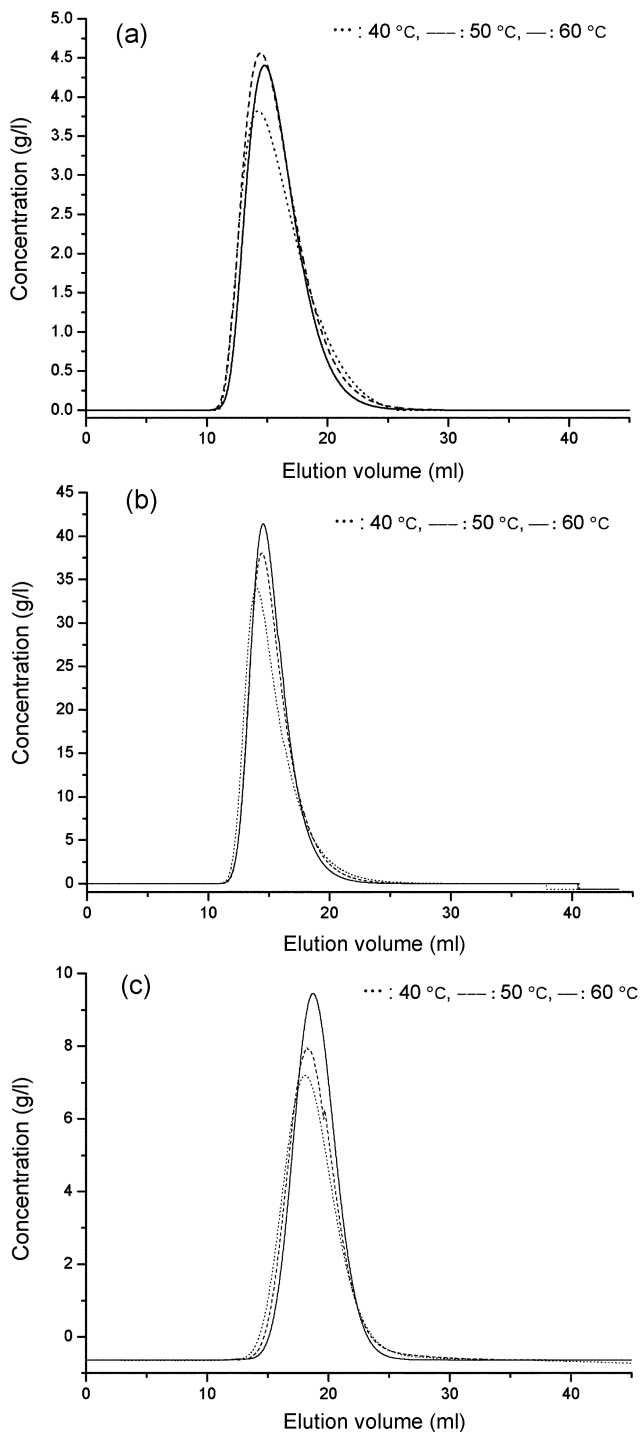 (a)
··· : 40 °C, ---- : 50 °C, — : 60 °C
5.0
4.5
4.0
3.5
3.0
2.5
2.0
1.5
1.0
0.5
0.0
Concentration (g/l)
0 10 20 30 40
Elution volume (ml)
(b)
··· : 40 °C, ---- : 50 °C, — : 60 °C
45
40
35
30
25
20
15
10
5
0
Concentration (g/l)
0 10 20 30 40
Elution volume (ml)
(c)
··· : 40 °C, ---- : 50 °C, — : 60 °C
10
8
6
4
2
0
Concentration (g/l)
0 10 20 30 40
Elution volume (ml)